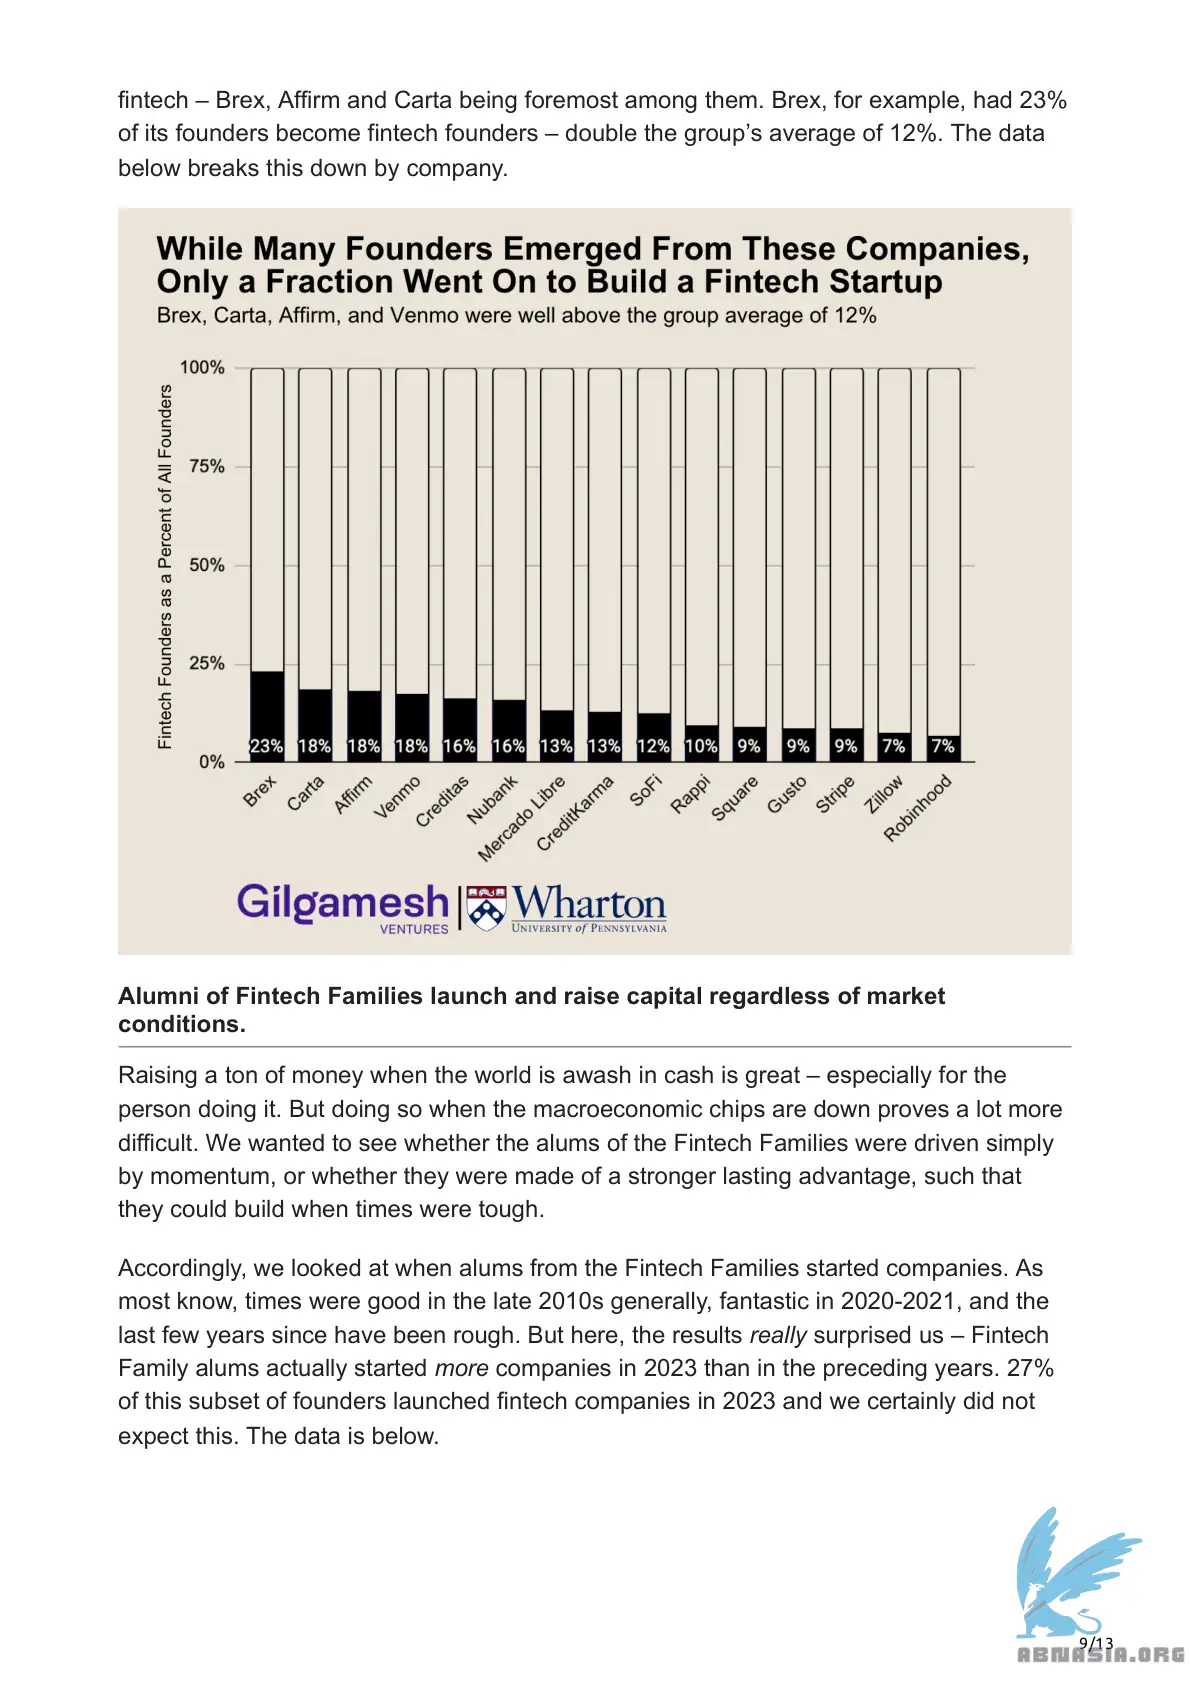 fintech – Brex, Affirm and Carta being foremost among them. Brex, for example, had 23%
of its founders become fintech founders – double the group’s average of 12%. The data
below breaks this down by company.
While Many Founders Emerged From These Companies,
Only a Fraction Went On to Build a Fintech Startup
Brex, Carta, Affirm, and Venmo were well above the group average of 12%
Fintech Founders as a Percent of All Founders
100%
75%
50%
25%
0%
23% 18% 18% 18% 16% 16% 13% 13% 12% 10% 9% 9% 9% 7% 7%
Brex Carta Affirm Venmo Creditas Nubank Mercado Libre CreditKarma SoFi Rappi Square Gusto Stripe Zillow Robinhood
Gilgamesh
VENTURES
Wharton
UNIVERSITY of PENNSYLVANIA
Alumni of Fintech Families launch and raise capital regardless of market
conditions.
Raising a ton of money when the world is awash in cash is great – especially for the
person doing it. But doing so when the macroeconomic chips are down proves a lot more
difficult. We wanted to see whether the alums of the Fintech Families were driven simply
by momentum, or whether they were made of a stronger lasting advantage, such that
they could build when times were tough.
Accordingly, we looked at when alums from the Fintech Families started companies. As
most know, times were good in the late 2010s generally, fantastic in 2020-2021, and the
last few years since have been rough. But here, the results really surprised us – Fintech
Family alums actually started more companies in 2023 than in the preceding years. 27%
of this subset of founders launched fintech companies in 2023 and we certainly did not
expect this. The data is below.
9/13
ABNASIA.ORG